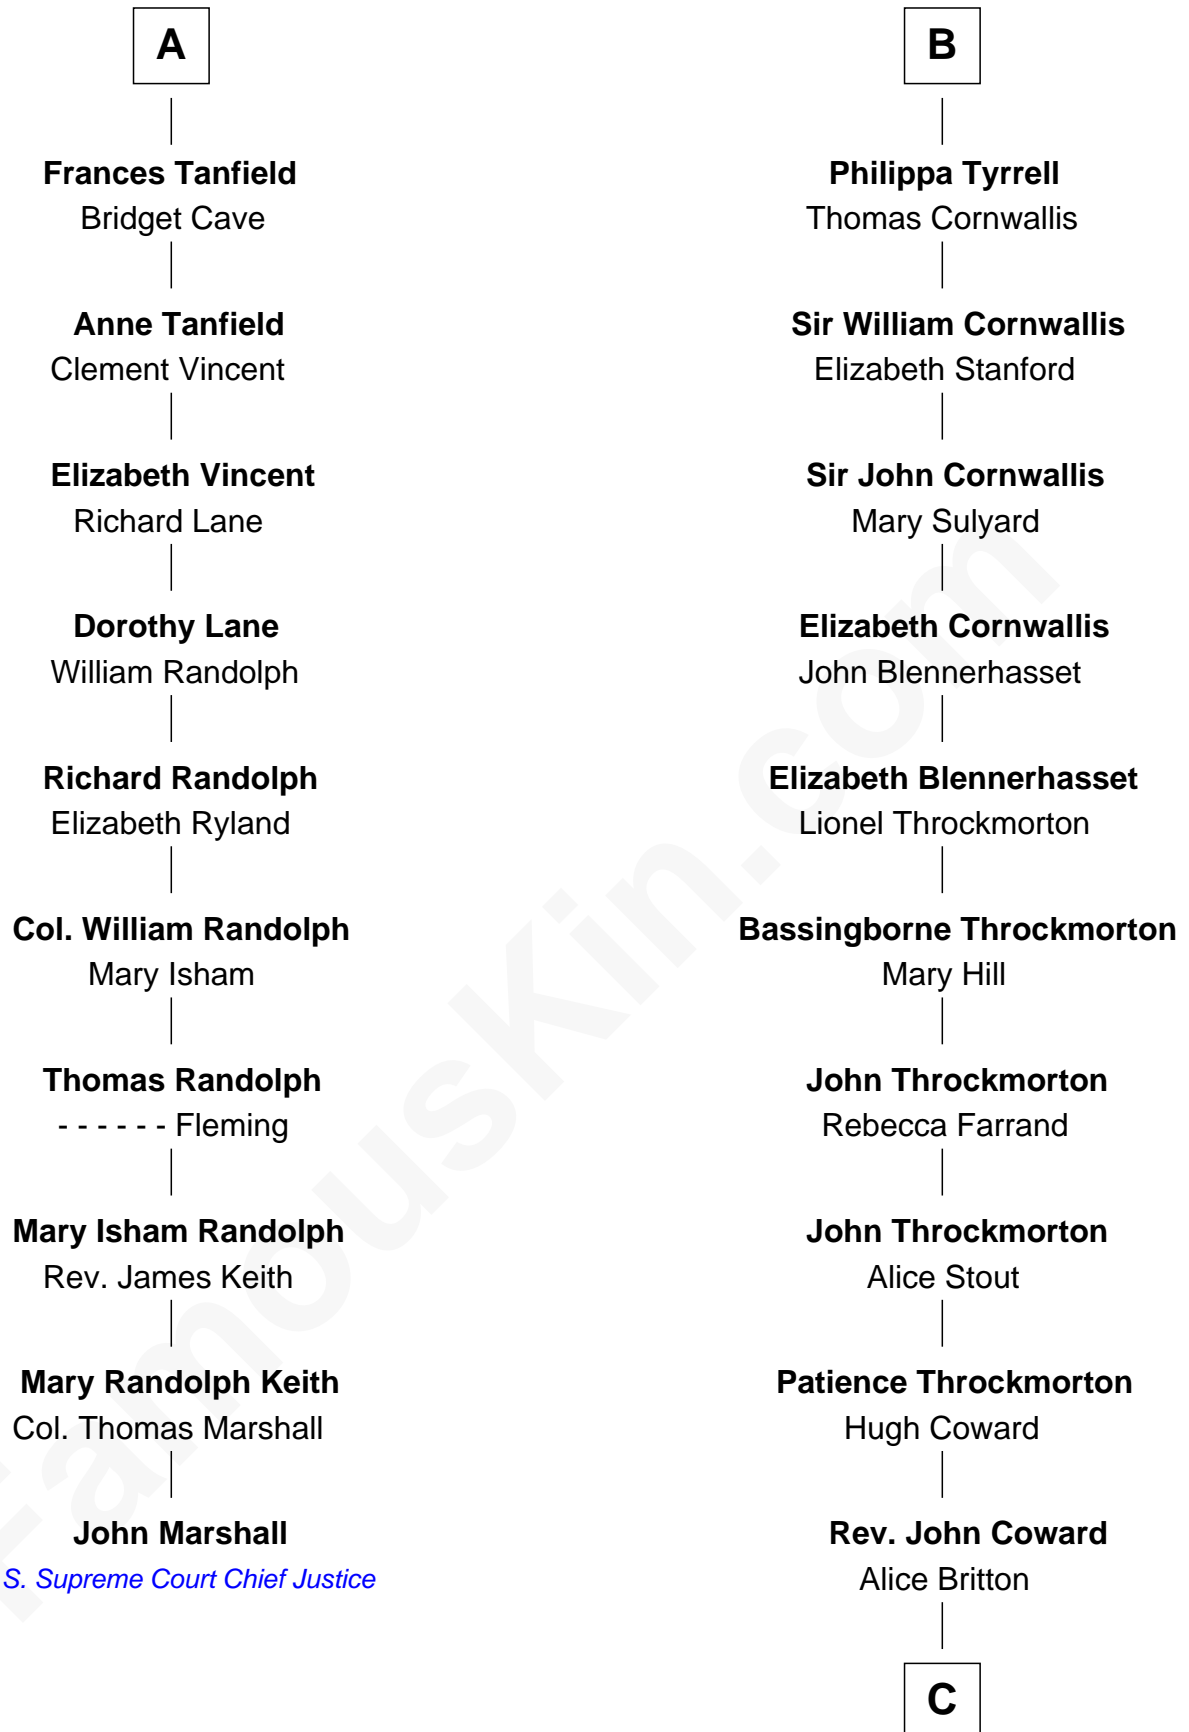 A
Frances Tanfield
Bridget Cave
Anne Tanfield
Clement Vincent
Elizabeth Vincent
Richard Lane
Dorothy Lane
William Randolph
Richard Randolph
Elizabeth Ryland
Col. William Randolph
Mary Isham
Thomas Randolph
- - - - - - Fleming
Mary Isham Randolph
Rev. James Keith
Mary Randolph Keith
Col. Thomas Marshall
John Marshall
S. Supreme Court Chief Justice
B
Philippa Tyrrell
Thomas Cornwallis
Sir William Cornwallis
Elizabeth Stanford
Sir John Cornwallis
Mary Sulyard
Elizabeth Cornwallis
John Blennerhasset
Elizabeth Blennerhasset
Lionel Throckmorton
Bassingborne Throckmorton
Mary Hill
John Throckmorton
Rebecca Farrand
John Throckmorton
Alice Stout
Patience Throckmorton
Hugh Coward
Rev. John Coward
Alice Britton
C
FamousKin.com